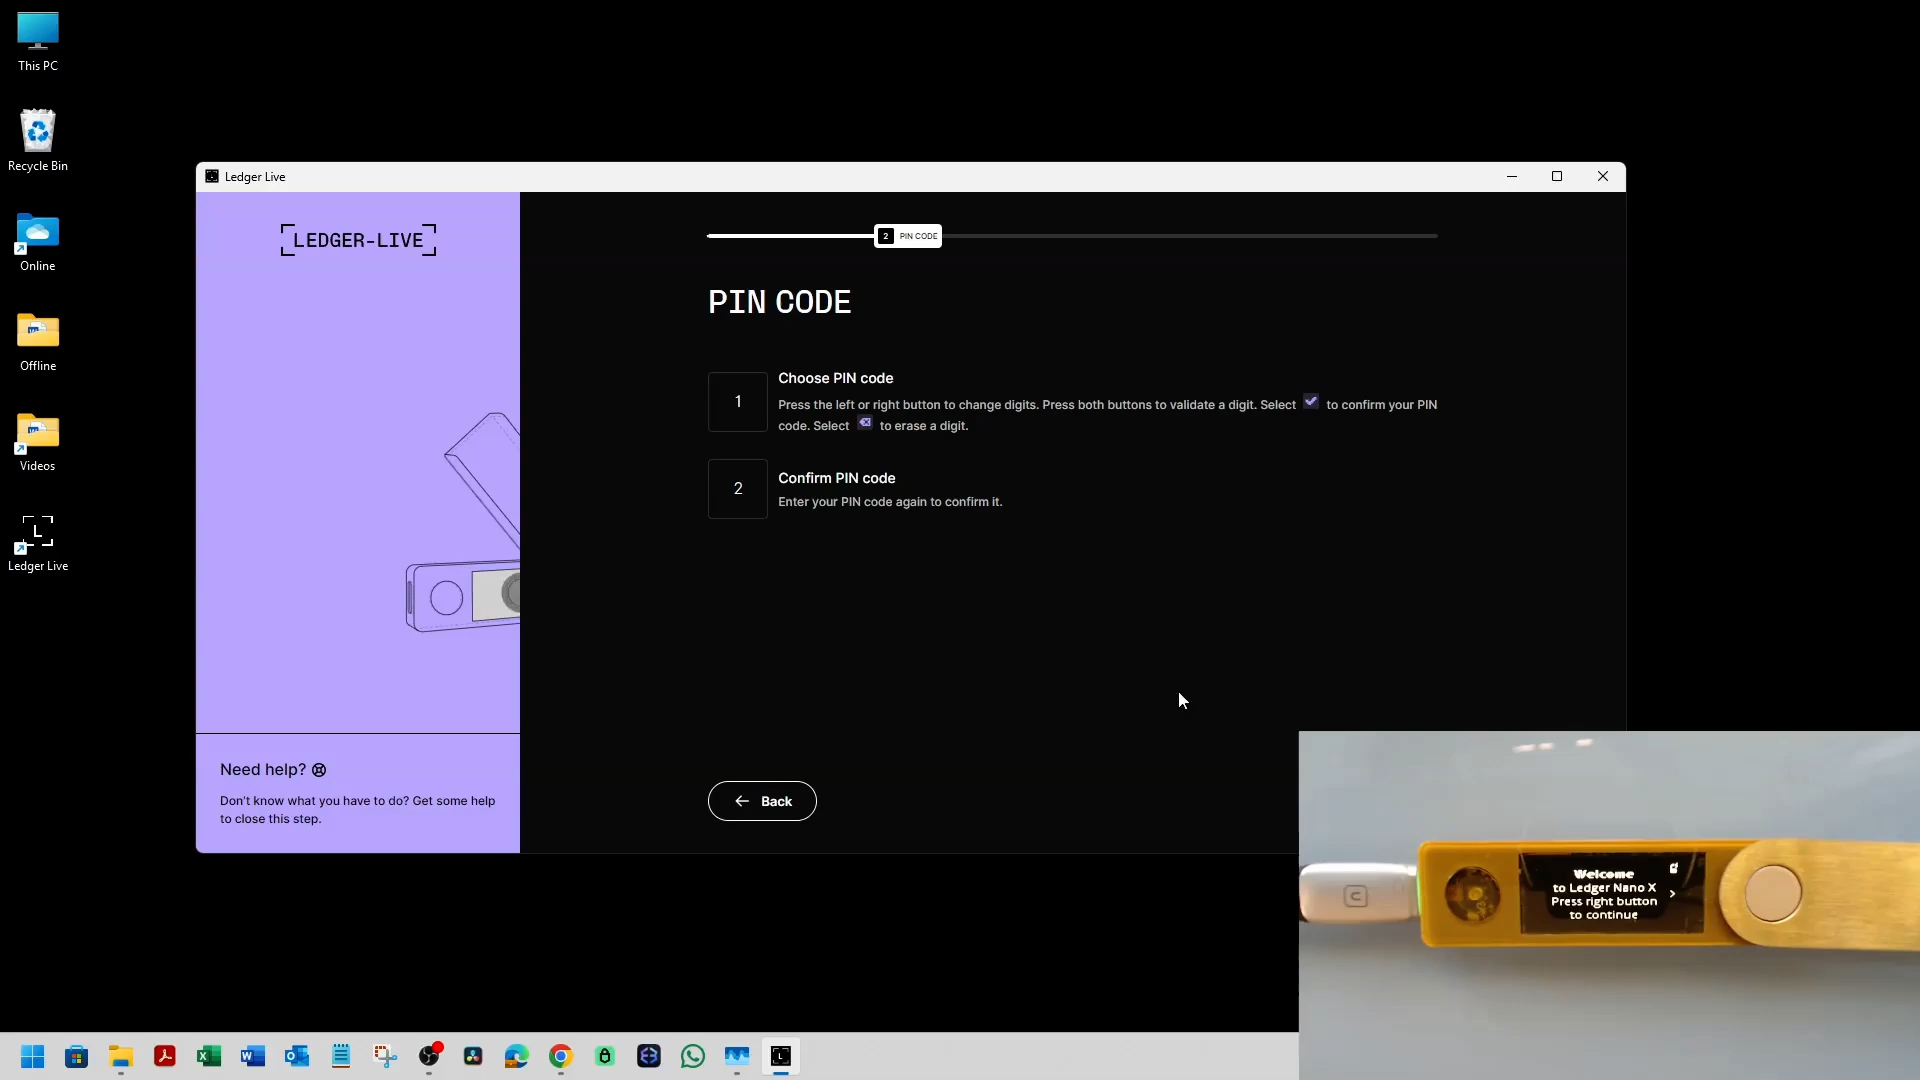 This PC
Recycle Bin
Online
Offline
Videos
L
Ledger Live
Ledger Live
LEDGER-LIVE
2 PIN CODE
PIN CODE
1
Choose PIN code
Press the left or right button to change digits. Press both buttons to validate a digit. Select to confirm your PIN
code. Select to erase a digit.
2
Confirm PIN code
Enter your PIN code again to confirm it.
Need help?
Don't know what you have to do? Get some help
to close this step.
Back
Welcome
to Ledger Nano X
Press right button
to continue